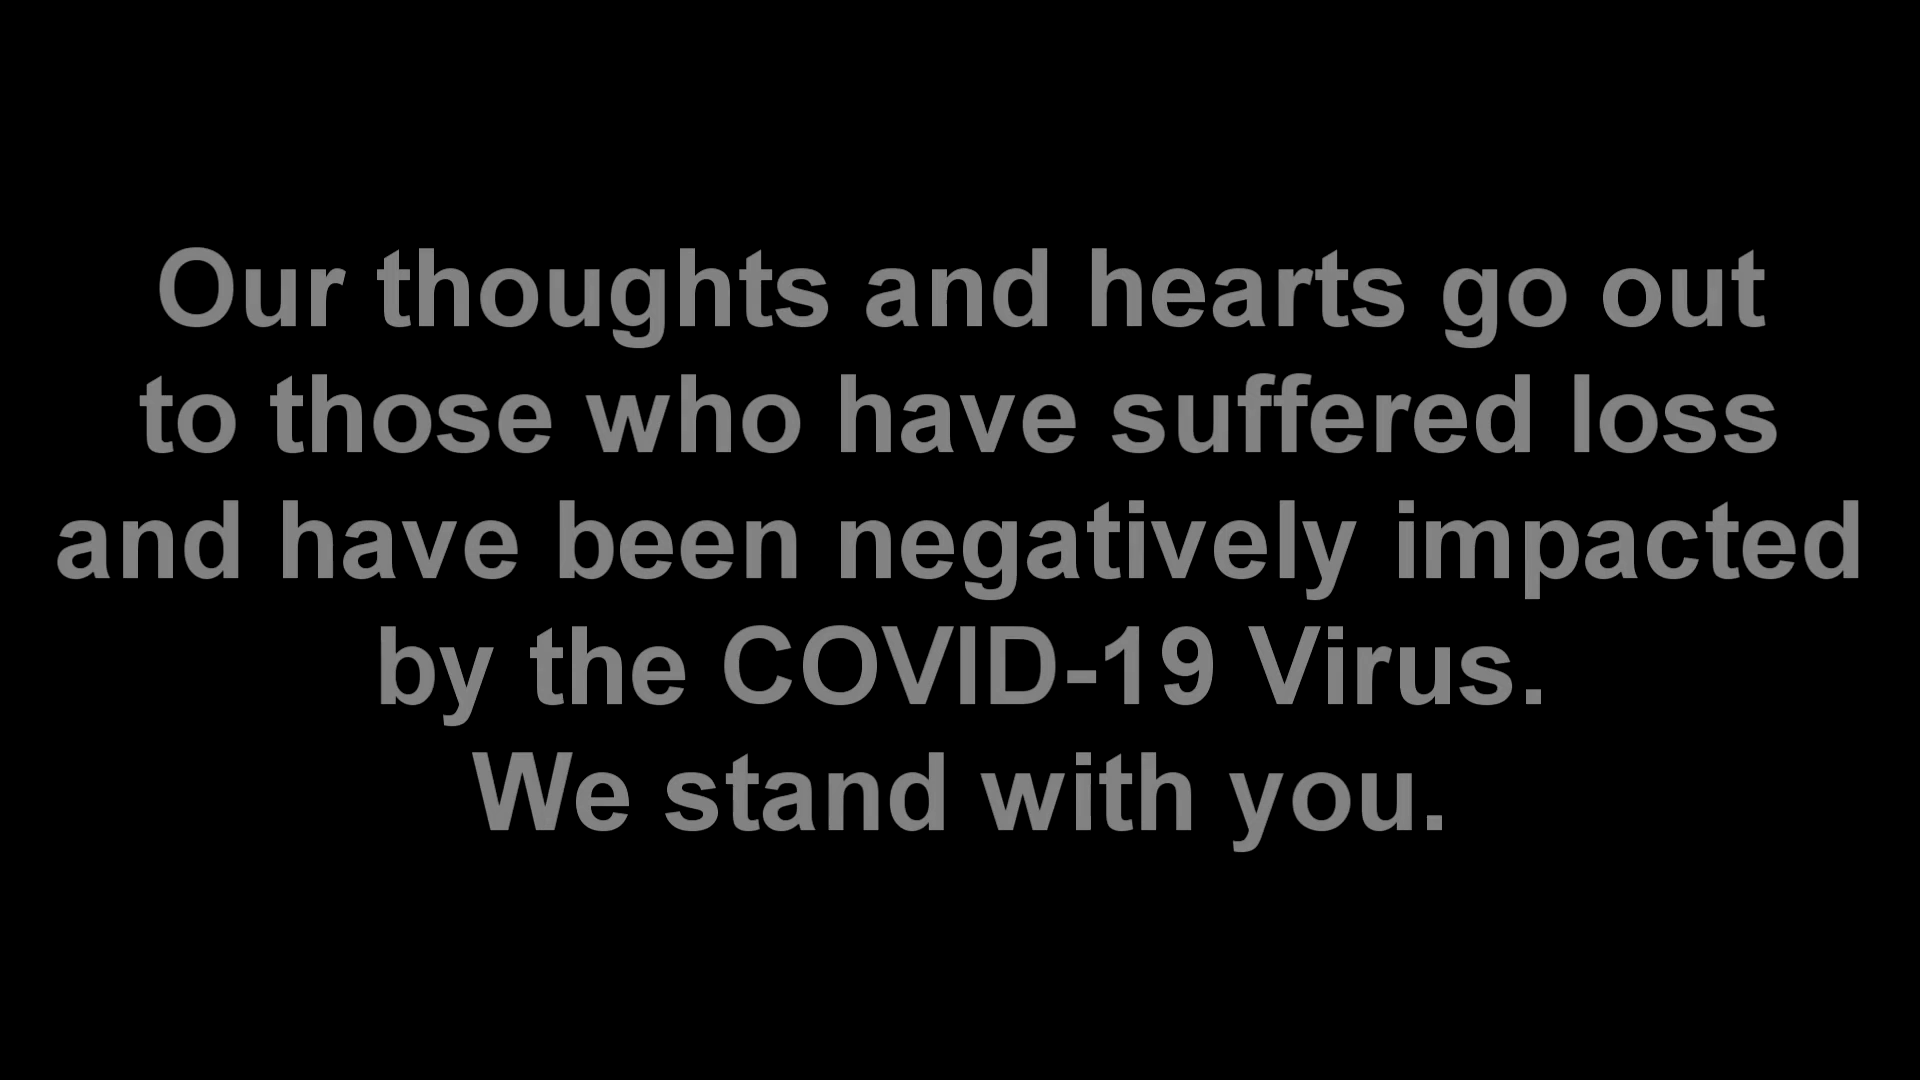 Our thoughts and hearts go out
to those who have suffered loss
and have been negatively impacted
by the COVID-19 Virus.
We stand with you.